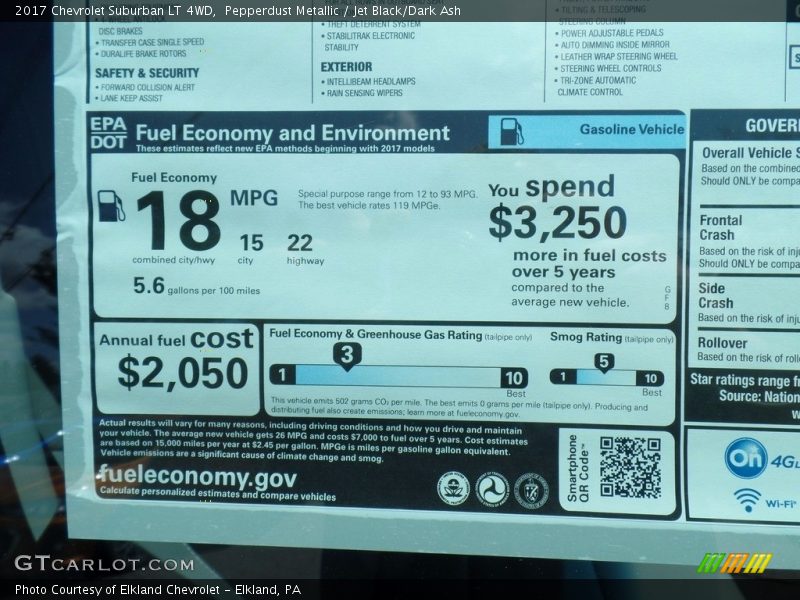 2017 Chevrolet Suburban LT 4WD, Pepperdust Metallic / Jet Black/Dark Ash
DISC BRAKES
• TRANSFER CASE SINGLE SPEED
• DURALIFE BRAKE ROTORS
SAFETY & SECURITY
• FORWARD COLLISION ALERT
• LANE KEEP ASSIST
• THEFT DETERRENT SYSTEM
• STABILITRAK ELECTRONIC
STABILITY
EXTERIOR
• INTELLIBEAM HEADLAMPS
• RAIN SENSING WIPERS
• TILTING & TELESCOPING
STEERING COLUMN
• POWER ADJUSTABLE PEDALS
• AUTO DIMMING INSIDE MIRROR
• LEATHER WRAP STEERING WHEEL
• STEERING WHEEL CONTROLS
• TRI-ZONE AUTOMATIC
CLIMATE CONTROL
EPA
DOT
Fuel Economy and Environment
These estimates reflect new EPA methods beginning with 2017 models
Gasoline Vehicle
Fuel Economy
18 MPG
combined city/hwy
15
city
22
highway
5.6 gallons per 100 miles
Special purpose range from 12 to 93 MPG.
The best vehicle rates 119 MPGe.
You spend
$3,250
more in fuel costs
over 5 years
compared to the
average new vehicle.
G
F
B
Annual fuel cost
$2,050
Fuel Economy & Greenhouse Gas Rating (tailpipe only)
1
3
10
Best
Smog Rating (tailpipe only)
1
5
10
Best
This vehicle emits 502 grams CO₂ per mile. The best emits 0 grams per mile (tailpipe only). Producing and
distributing fuel also create emissions; learn more at fueleconomy.gov.
Actual results will vary for many reasons, including driving conditions and how you drive and maintain
your vehicle. The average new vehicle gets 26 MPG and costs $7,000 to fuel over 5 years. Cost estimates
are based on 15,000 miles per year at $2.45 per gallon. MPGe is miles per gasoline gallon equivalent.
Vehicle emissions are a significant cause of climate change and smog.
fueleconomy.gov
Calculate personalized estimates and compare vehicles
Smartphone
QR Code™
GOVER
Overall Vehicle S
Based on the combined
Should ONLY be compa
Frontal
Crash
Based on the risk of inju
Should ONLY be compa
Side
Crash
Based on the risk of inju
Rollover
Based on the risk of rollo
Star ratings range f
Source: Nation
On
4GL
Wi-Fi
GTCARLOT.COM
Photo Courtesy of Elkland Chevrolet – Elkland, PA